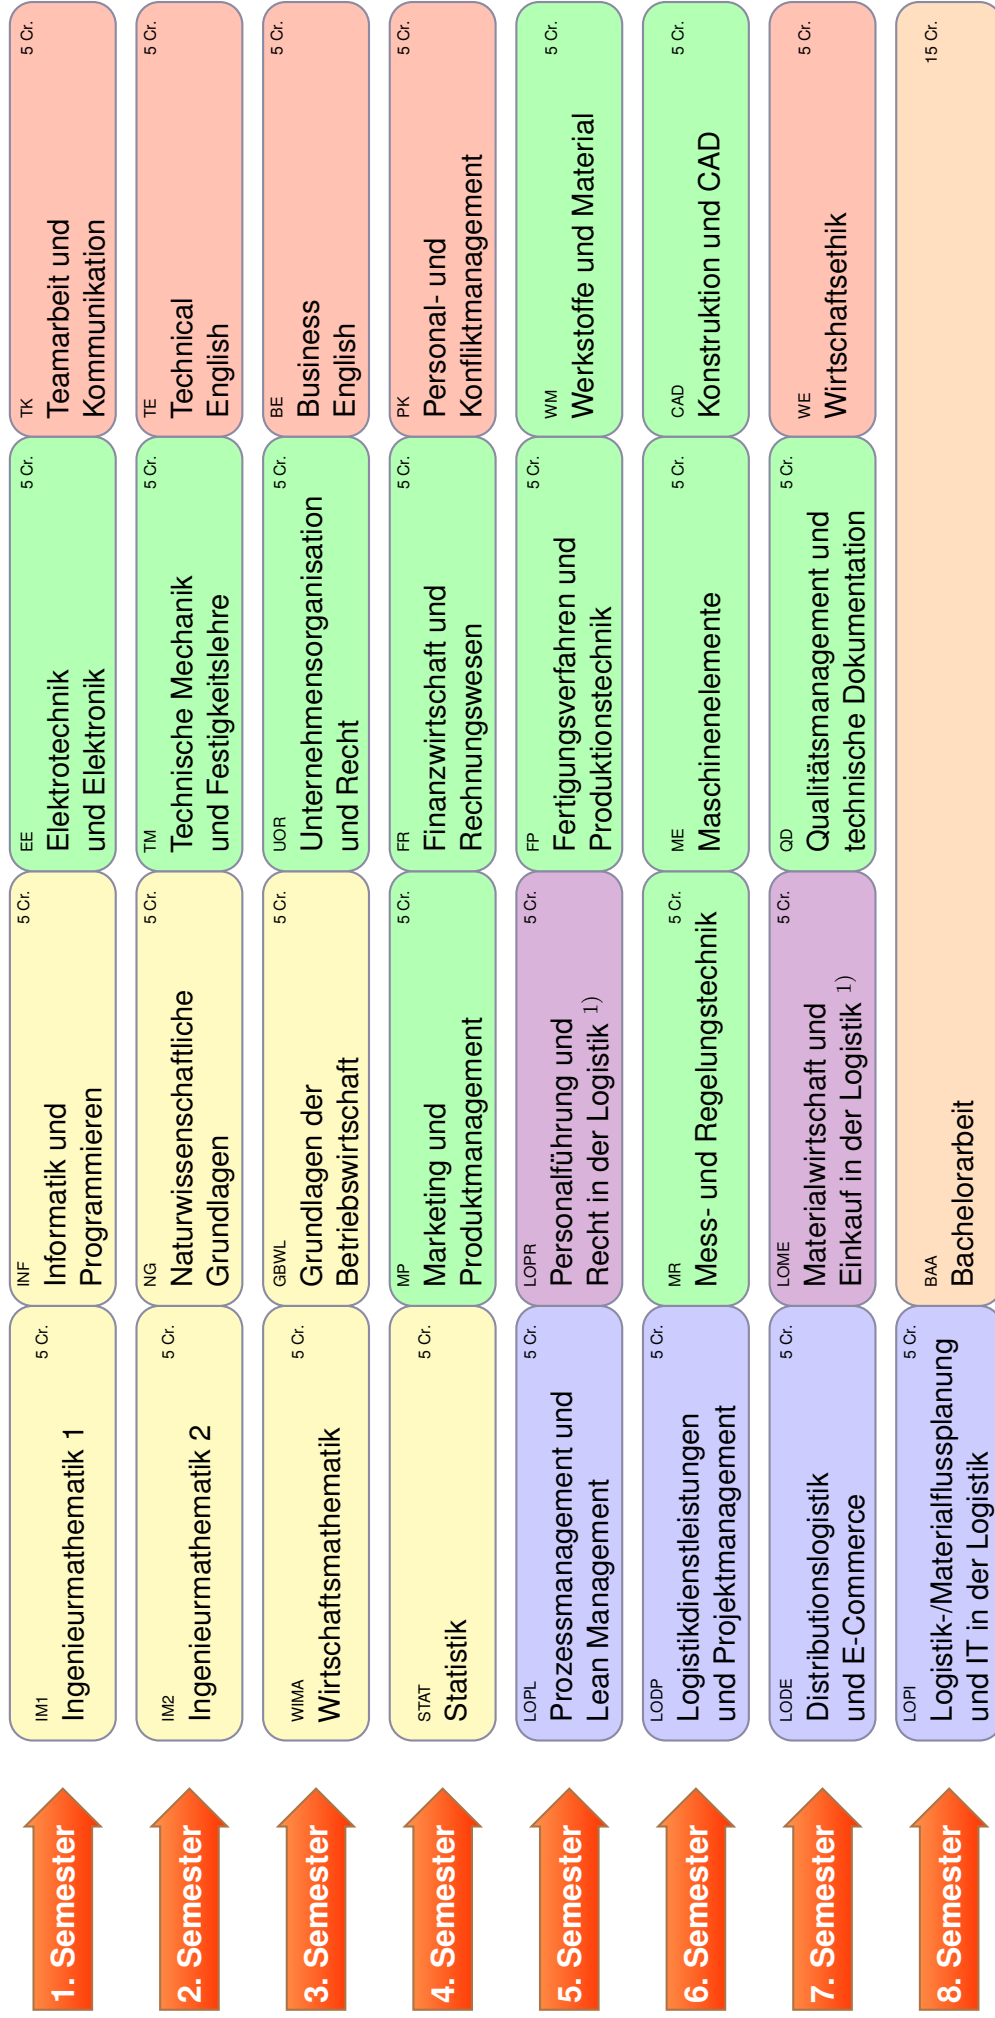 1. Semester
IM1
5 Cr.
Ingenieurmathematik 1
INF
5 Cr.
Informatik und
Programmieren
EE
5 Cr.
Elektrotechnik
und Elektronik
TK
5 Cr.
Teamarbeit und
Kommunikation
2. Semester
IM2
5 Cr.
Ingenieurmathematik 2
NG
5 Cr.
Naturwissenschaftliche
Grundlagen
TM
5 Cr.
Technische Mechanik
und Festigkeitslehre
TE
5 Cr.
Technical
English
3. Semester
WIMA
5 Cr.
Wirtschaftsmathematik
GBWL
5 Cr.
Grundlagen der
Betriebswirtschaft
UOR
5 Cr.
Unternehmensorganisation
und Recht
BE
5 Cr.
Business
English
4. Semester
STAT
5 Cr.
Statistik
MP
5 Cr.
Marketing und
Produktmanagement
FR
5 Cr.
Finanzwirtschaft und
Rechnungswesen
PK
5 Cr.
Personal- und
Konfliktmanagement
5. Semester
LOPL
5 Cr.
Prozessmanagement und
Lean Management
LOPR
5 Cr.
Personalführung und
Recht in der Logistik 1)
FP
5 Cr.
Fertigungsverfahren und
Produktionstechnik
WM
5 Cr.
Werkstoffe und Material
6. Semester
LODP
5 Cr.
Logistikdienstleistungen
und Projektmanagement
MR
5 Cr.
Mess- und Regelungstechnik
ME
5 Cr.
Maschinenelemente
CAD
5 Cr.
Konstruktion und CAD
7. Semester
LODE
5 Cr.
Distributionslogistik
und E-Commerce
LOME
5 Cr.
Materialwirtschaft und
Einkauf in der Logistik 1)
QD
5 Cr.
Qualitätsmanagement und
technische Dokumentation
WE
5 Cr.
Wirtschaftsethik
8. Semester
LOPI
5 Cr.
Logistik-/Materialflussplanung
und IT in der Logistik
BAA
15 Cr.
Bachelorarbeit